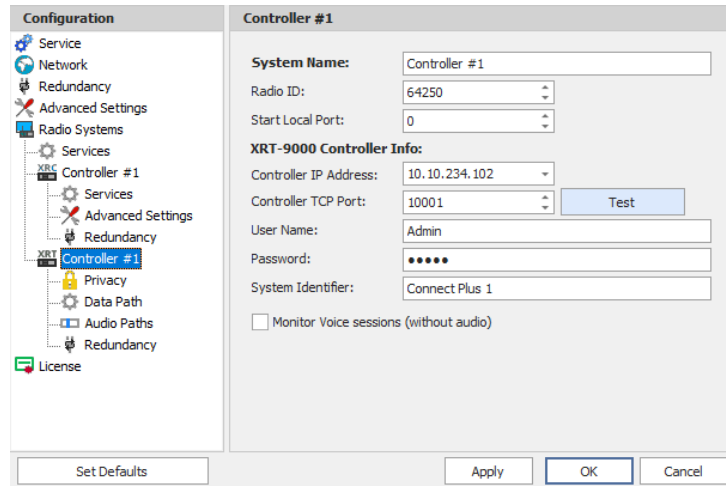 Configuration
Service
Network
Redundancy
Advanced Settings
Radio Systems
Services
XRC Controller #1
Services
Advanced Settings
Redundancy
XRT Controller #1
Privacy
Data Path
Audio Paths
Redundancy
License
Set Defaults
Controller #1
System Name: Controller #1
Radio ID: 64250
Start Local Port: 0
XRT-9000 Controller Info:
Controller IP Address: 10.10.234.102
Controller TCP Port: 10001 Test
User Name: Admin
Password: •••••
System Identifier: Connect Plus 1
Monitor Voice sessions (without audio)
Apply OK Cancel